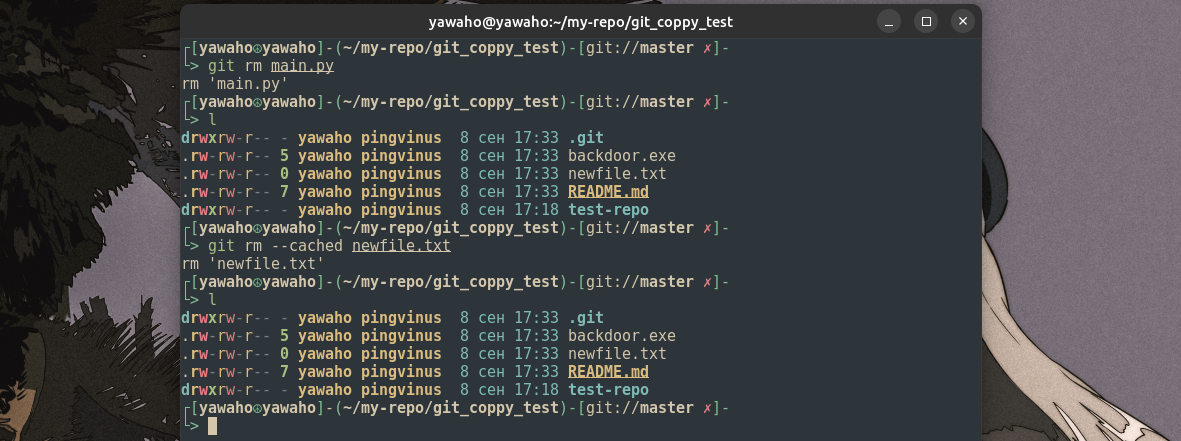 yawaho@yawaho:~/my-repo/git_coppy_test
┌[yawaho☮yawaho]-(~/my-repo/git_coppy_test)-[git://master ✗]-
└> git rm main.py
rm 'main.py'
┌[yawaho☮yawaho]-(~/my-repo/git_coppy_test)-[git://master ✗]-
└> l
drwxrw-r-- - yawaho pingvinus  8 сен 17:33 .git
.rw-rw-r-- 5 yawaho pingvinus  8 сен 17:33 backdoor.exe
.rw-rw-r-- 0 yawaho pingvinus  8 сен 17:33 newfile.txt
.rw-rw-r-- 7 yawaho pingvinus  8 сен 17:33 README.md
drwxrw-r-- - yawaho pingvinus  8 сен 17:18 test-repo
┌[yawaho☮yawaho]-(~/my-repo/git_coppy_test)-[git://master ✗]-
└> git rm --cached newfile.txt
rm 'newfile.txt'
┌[yawaho☮yawaho]-(~/my-repo/git_coppy_test)-[git://master ✗]-
└> l
drwxrw-r-- - yawaho pingvinus  8 сен 17:33 .git
.rw-rw-r-- 5 yawaho pingvinus  8 сен 17:33 backdoor.exe
.rw-rw-r-- 0 yawaho pingvinus  8 сен 17:33 newfile.txt
.rw-rw-r-- 7 yawaho pingvinus  8 сен 17:33 README.md
drwxrw-r-- - yawaho pingvinus  8 сен 17:18 test-repo
┌[yawaho☮yawaho]-(~/my-repo/git_coppy_test)-[git://master ✗]-
└>